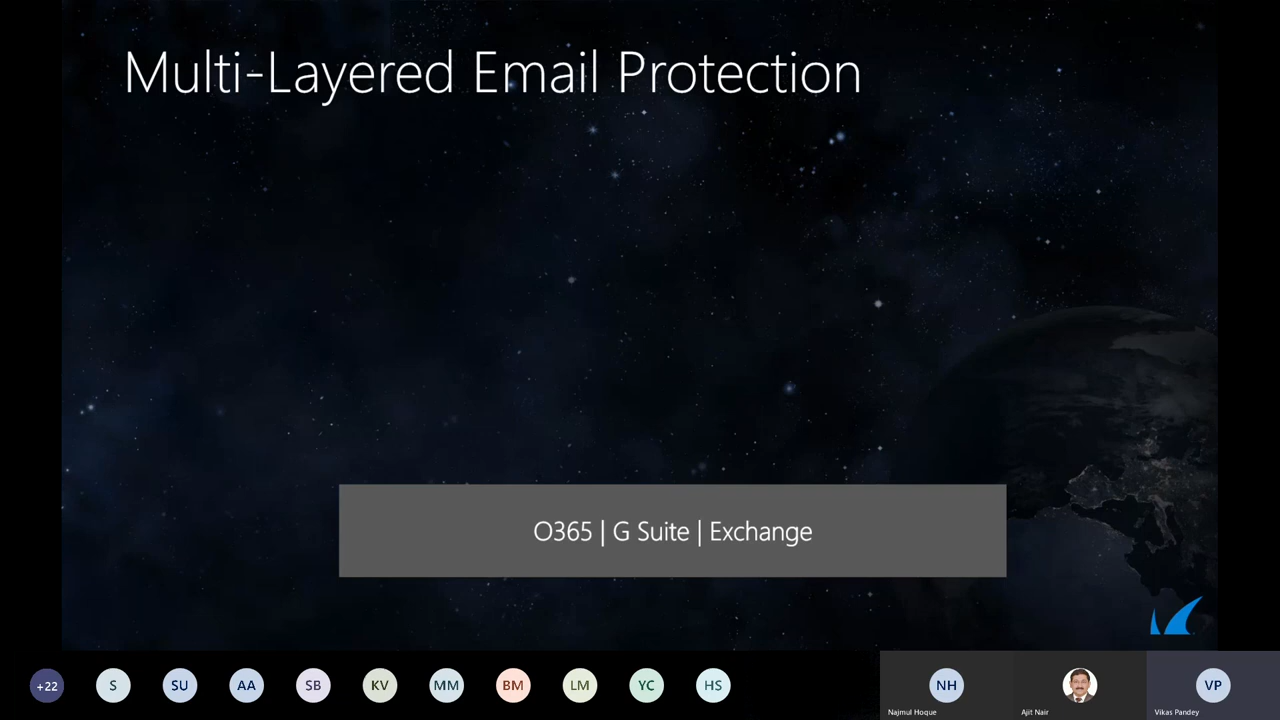 Multi-Layered Email Protection
O365 | G Suite | Exchange
+22
S
SU
AA
SB
KV
MM
BM
LM
YC
HS
NH
VP
Najmul Hoque
Ajit Nair
Vikas Pandey